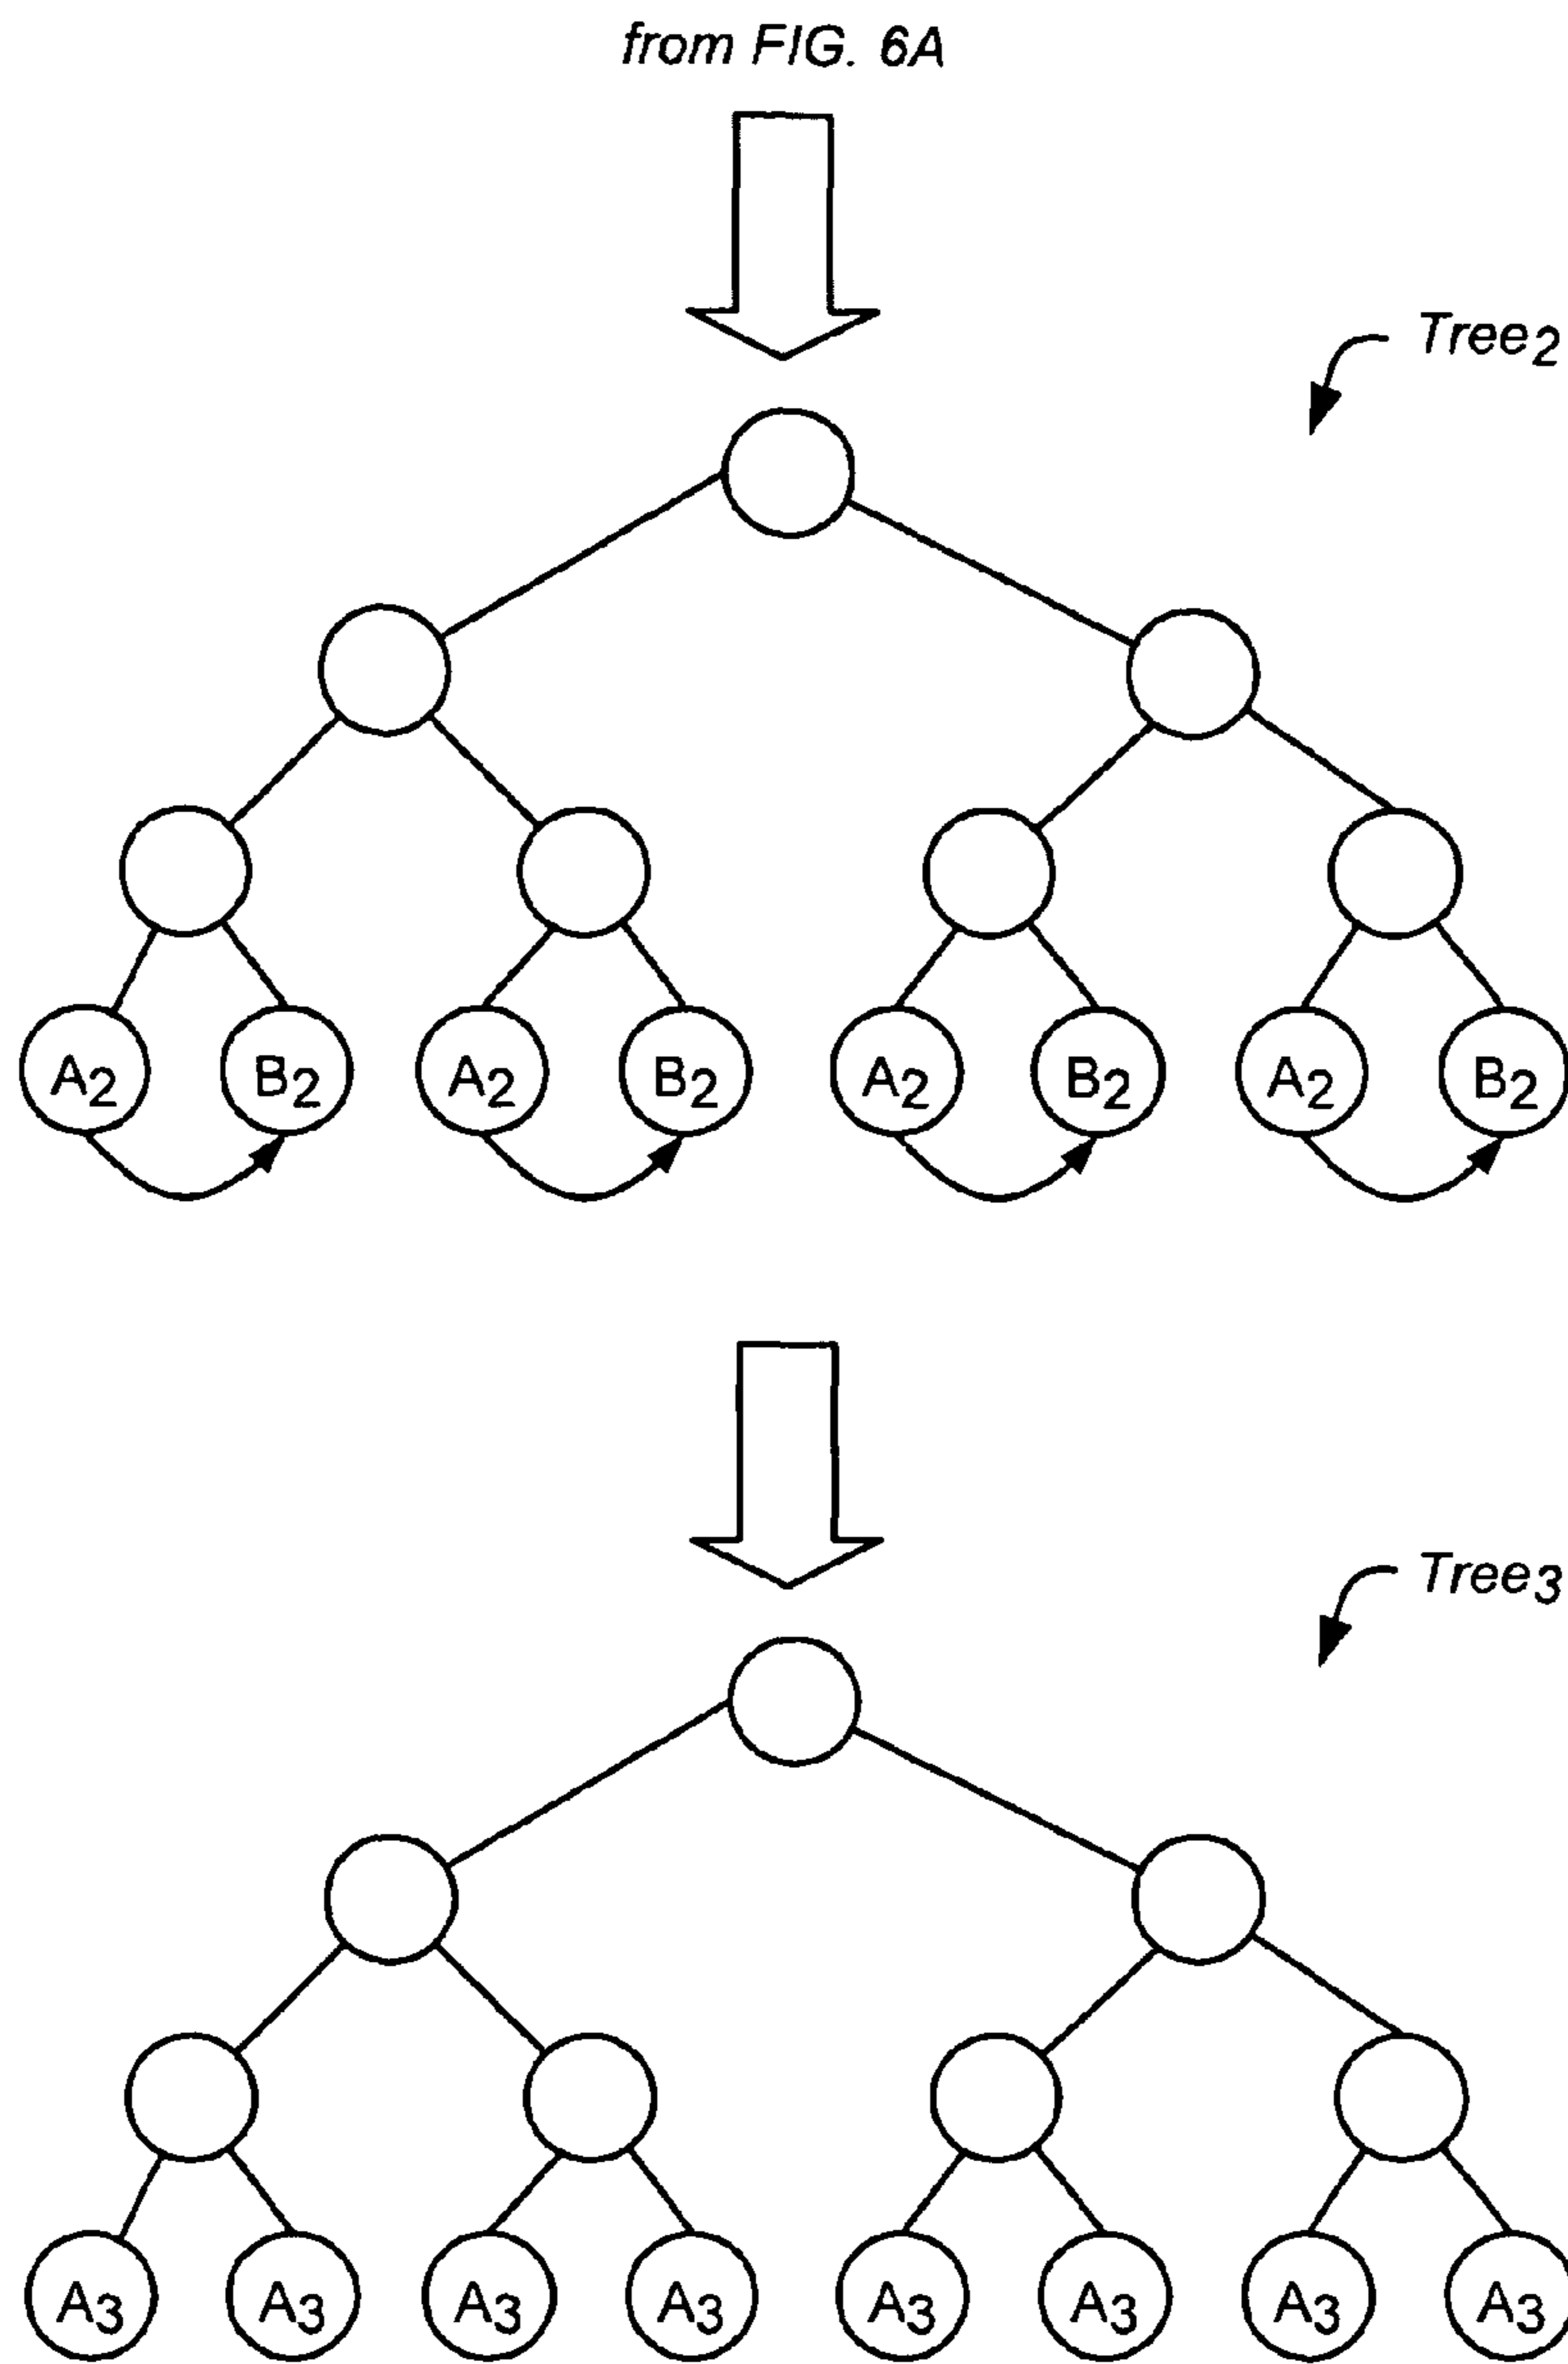 from FIG. 6A
Tree2
A2 B2 A2 B2 A2 B2 A2 B2
Tree3
A3 A3 A3 A3 A3 A3 A3 A3